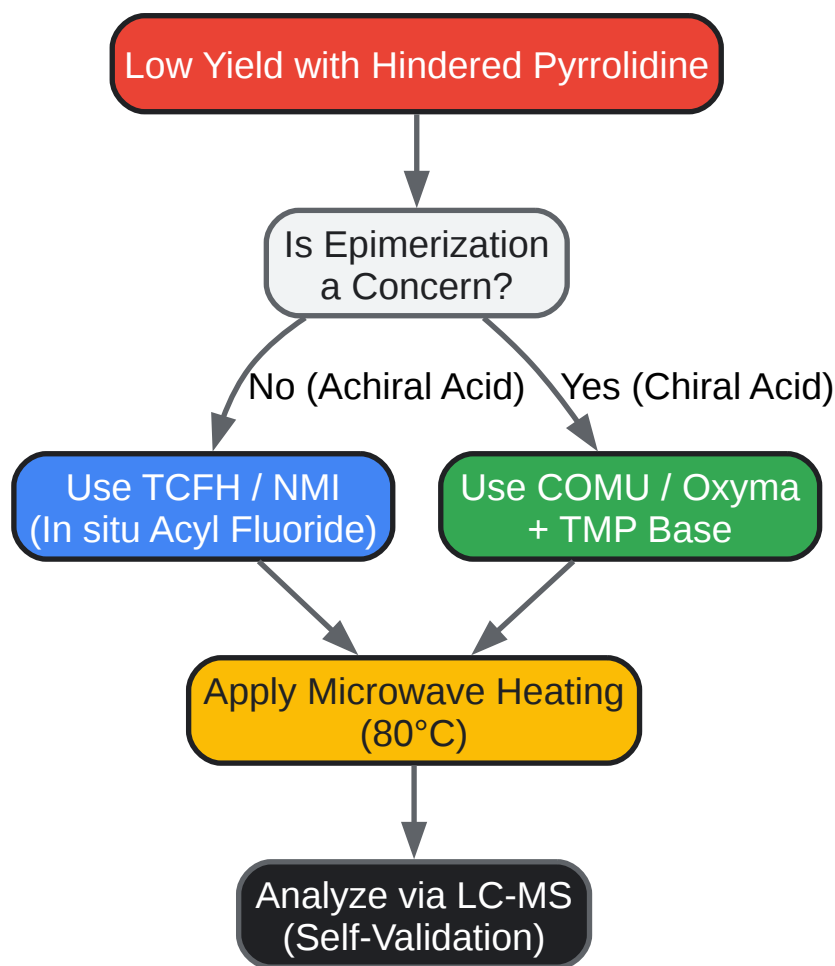 Low Yield with Hindered Pyrrolidine
Is Epimerization
a Concern?
No (Achiral Acid)
Yes (Chiral Acid)
Use TCFH / NMI
(In situ Acyl Fluoride)
Use COMU / Oxyma
+ TMP Base
Apply Microwave Heating
(80°C)
Analyze via LC-MS
(Self-Validation)